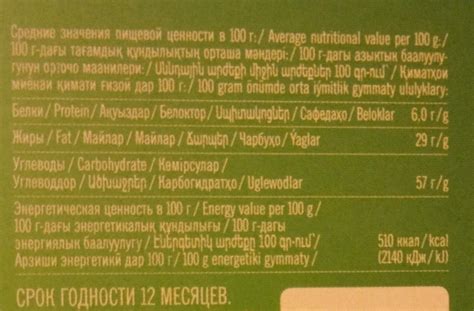 Средние значения пищевой ценности в 100 г:/ Average nutritional value per 100 g:/
100 г-дағы тағамдық құндылықтың орташа мәндері:/ 100 г-дагы азыктык баалуулу-
гунун орточо маанилери:/ Սննդային արժեքի միջին արժեքները 100 գր-ում՝/ Қиматҳои
миёнаи қимати ғизоӣ дар 100 г:/ 100 gram önümde orta iýmitlik gymmaty ululyklary:
Белки/ Protein/ Ақуыздар/ Белоктор/ Սպիտակուցներ/ Сафедаҳо/ Beloklar 6,0 г/g
Жиры/ Fat/ Майлар/ Майлар/ Ճարպեր/ Чарбуҳо/ Ýaglar 29 г/g
Углеводы/ Carbohydrate/ Көмірсулар/
Углеводдор/ Ածխաջրեր/ Карбогидратҳо/ Uglewodlar 57 г/g
Энергетическая ценность в 100 г/ Energy value per 100 g/
100 г-дағы энергетикалық құндылығы/ 100 г-дагы
энергиялык баалуулугу/ Էներգետիկ արժեքը 100 գր-ում/ 510 ккал/kcal
Арзиши энергетикӣ дар 100 г/ 100 g energetiki gymmaty/ (2140 кДж/kJ)
СРОК ГОДНОСТИ 12 МЕСЯЦЕВ.